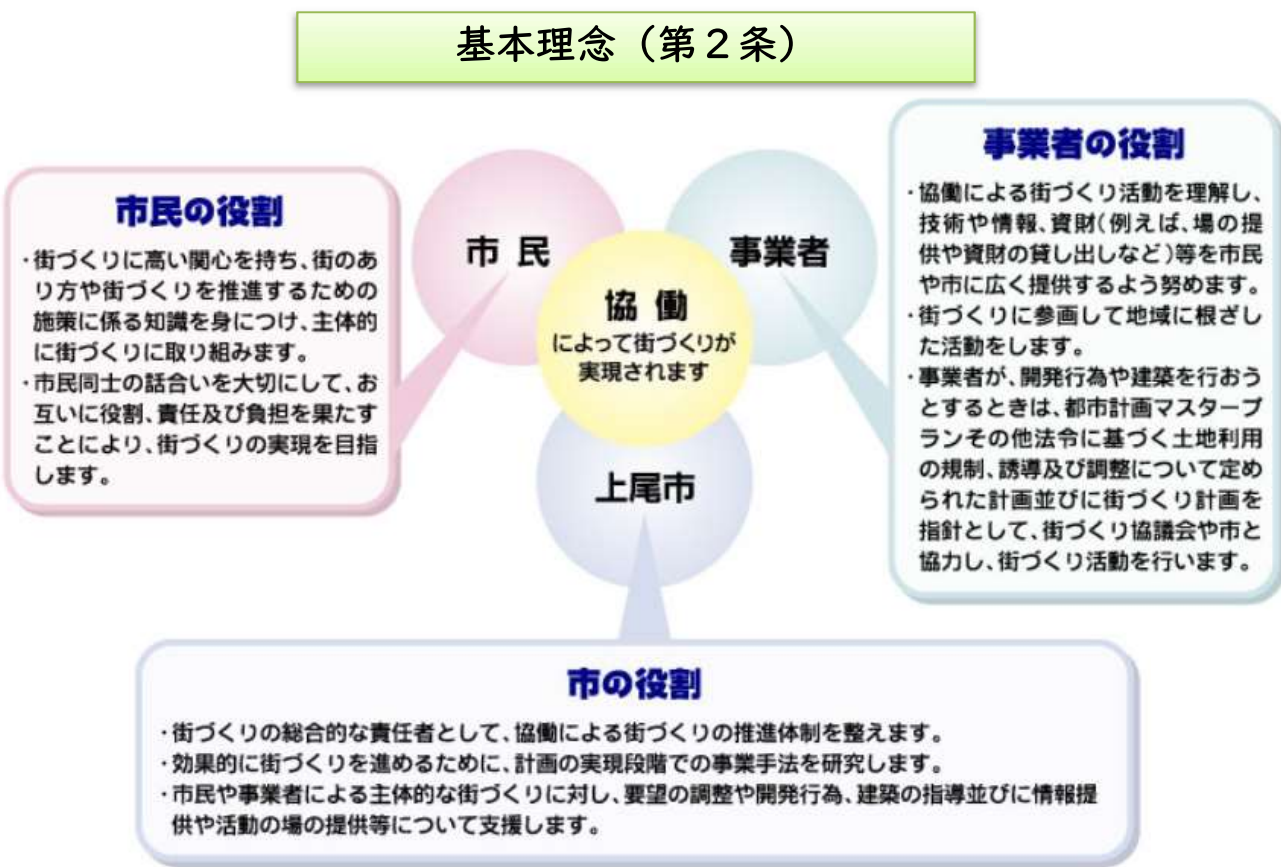 基本理念（第２条）
市民の役割
・街づくりに高い関心を持ち、街のあ
り方や街づくりを推進するための
施策に係る知識を身につけ、主体的
に街づくりに取り組みます。
・市民同士の話合いを大切にして、お
互いに役割、責任及び負担を果たす
ことにより、街づくりの実現を目指
します。
市 民
事業者
協 働
によって街づくりが
実現されます
上尾市
事業者の役割
・協働による街づくり活動を理解し、
技術や情報、資財(例えば、場の提
供や資財の貸し出しなど)等を市民
や市に広く提供するよう努めます。
・街づくりに参画して地域に根ざし
た活動をします。
・事業者が、開発行為や建築を行おう
とするときは、都市計画マスタープ
ランその他法令に基づく土地利用
の規制、誘導及び調整について定め
られた計画並びに街づくり計画を
指針として、街づくり協議会や市と
協力し、街づくり活動を行います。
市の役割
・街づくりの総合的な責任者として、協働による街づくりの推進体制を整えます。
・効果的に街づくりを進めるために、計画の実現段階での事業手法を研究します。
・市民や事業者による主体的な街づくりに対し、要望の調整や開発行為、建築の指導並びに情報提
供や活動の場の提供等について支援します。